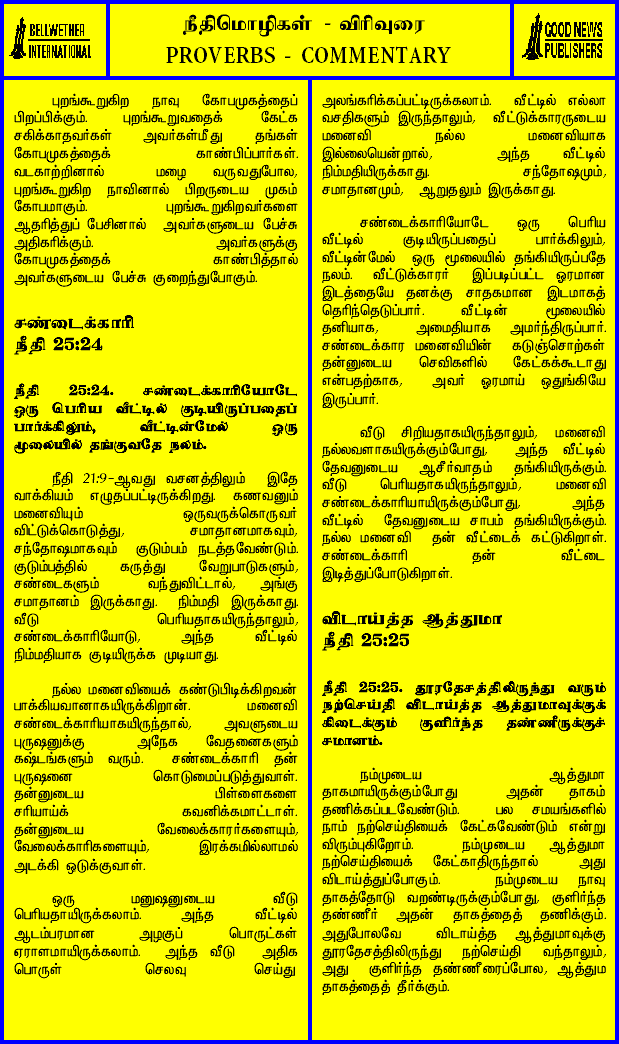 BELLWETHER
INTERNATIONAL
நீதிமொழிகள் - விரிவுரை
PROVERBS - COMMENTARY
GOOD NEWS
PUBLISHERS
புறங்கூறுகிற நாவு கோபமுகத்தைப்
பிறப்பிக்கும். புறங்கூறுவதைக் கேட்க
சகிக்காதவர்கள் அவர்கள்மீது தங்கள்
கோபமுகத்தைக் காண்பிப்பார்கள்.
வடகாற்றினால் மழை வருவதுபோல,
புறங்கூறுகிற நாவினால் பிறருடைய முகம்
கோபமாகும். புறங்கூறுகிறவர்களை
ஆதரித்துப் பேசினால் அவர்களுடைய பேச்சு
அதிகரிக்கும். அவர்களுக்கு
கோபமுகத்தைக் காண்பித்தால்
அவர்களுடைய பேச்சு குறைந்துபோகும்.
சண்டைக்காரி
நீதி 25:24
நீதி 25:24. சண்டைக்காரியோடே
ஒரு பெரிய வீட்டில் குடியிருப்பதைப்
பார்க்கிலும், வீட்டின்மேல் ஒரு
மூலையில் தங்குவதே நலம்.
நீதி 21:9-ஆவது வசனத்திலும் இதே
வாக்கியம் எழுதப்பட்டிருக்கிறது. கணவனும்
மனைவியும் ஒருவருக்கொருவர்
விட்டுக்கொடுத்து, சமாதானமாகவும்,
சந்தோஷமாகவும் குடும்பம் நடத்தவேண்டும்.
குடும்பத்தில் கருத்து வேறுபாடுகளும்,
சண்டைகளும் வந்துவிட்டால், அங்கு
சமாதானம் இருக்காது. நிம்மதி இருக்காது.
வீடு பெரியதாகயிருந்தாலும்,
சண்டைக்காரியோடு, அந்த வீட்டில்
நிம்மதியாக குடியிருக்க முடியாது.
நல்ல மனைவியைக் கண்டுபிடிக்கிறவன்
பாக்கியவானாகயிருக்கிறான். மனைவி
சண்டைக்காரியாகயிருந்தால், அவளுடைய
புருஷனுக்கு அநேக வேதனைகளும்
கஷ்டங்களும் வரும். சண்டைக்காரி தன்
புருஷனை கொடுமைப்படுத்துவாள்.
தன்னுடைய பிள்ளைகளை
சரியாய்க் கவனிக்கமாட்டாள்.
தன்னுடைய வேலைக்காரர்களையும்,
வேலைக்காரிகளையும், இரக்கமில்லாமல்
அடக்கி ஒடுக்குவாள்.
ஒரு மனுஷனுடைய வீடு
பெரியதாயிருக்கலாம். அந்த வீட்டில்
ஆடம்பரமான அழகுப் பொருட்கள்
ஏராளமாயிருக்கலாம். அந்த வீடு அதிக
பொருள் செலவு செய்து
அலங்கரிக்கப்பட்டிருக்கலாம். வீட்டில் எல்லா
வசதிகளும் இருந்தாலும், வீட்டுக்காரருடைய
மனைவி நல்ல மனைவியாக
இல்லையென்றால், அந்த வீட்டில்
நிம்மதியிருக்காது. சந்தோஷமும்,
சமாதானமும், ஆறுதலும் இருக்காது.
சண்டைக்காரியோடே ஒரு பெரிய
வீட்டில் குடியிருப்பதைப் பார்க்கிலும்,
வீட்டின்மேல் ஒரு மூலையில் தங்கியிருப்பதே
நலம். வீட்டுக்காரர் இப்படிப்பட்ட ஓரமான
இடத்தையே தனக்கு சாதகமான இடமாகத்
தெரிந்தெடுப்பார். வீட்டின் மூலையில்
தனியாக, அமைதியாக அமர்ந்திருப்பார்.
சண்டைகார மனைவியின் கடுஞ்சொற்கள்
தன்னுடைய செவிகளில் கேட்கக்கூடாது
என்பதற்காக, அவர் ஓரமாய் ஒதுங்கியே
இருப்பார்.
வீடு சிறியதாகயிருந்தாலும், மனைவி
நல்லவளாகயிருக்கும்போது, அந்த வீட்டில்
தேவனுடைய ஆசீர்வாதம் தங்கியிருக்கும்.
வீடு பெரியதாகயிருந்தாலும், மனைவி
சண்டைக்காரியாயிருக்கும்போது, அந்த
வீட்டில் தேவனுடைய சாபம் தங்கியிருக்கும்.
நல்ல மனைவி தன் வீட்டைக் கட்டுகிறாள்.
சண்டைக்காரி தன் வீட்டை
இடித்துப்போடுகிறாள்.
விடாய்த்த ஆத்துமா
நீதி 25:25
நீதி 25:25. தூரதேசத்திலிருந்து வரும்
நற்செய்தி விடாய்த்த ஆத்துமாவுக்குக்
கிடைக்கும் குளிர்ந்த தண்ணீருக்குச்
சமானம்.
நம்முடைய ஆத்துமா
தாகமாயிருக்கும்போது அதன் தாகம்
தணிக்கப்படவேண்டும். பல சமயங்களில்
நாம் நற்செய்தியைக் கேட்கவேண்டும் என்று
விரும்புகிறோம். நம்முடைய ஆத்துமா
நற்செய்தியைக் கேட்காதிருந்தால் அது
விடாய்த்துப்போகும். நம்முடைய நாவு
தாகத்தோடு வறண்டிருக்கும்போது, குளிர்ந்த
தண்ணீர் அதன் தாகத்தைத் தணிக்கும்.
அதுபோலவே விடாய்த்த ஆத்துமாவுக்கு
தூரதேசத்திலிருந்து நற்செய்தி வந்தாலும்,
அது குளிர்ந்த தண்ணீரைப்போல, ஆத்தும
தாகத்தைத் தீர்க்கும்.